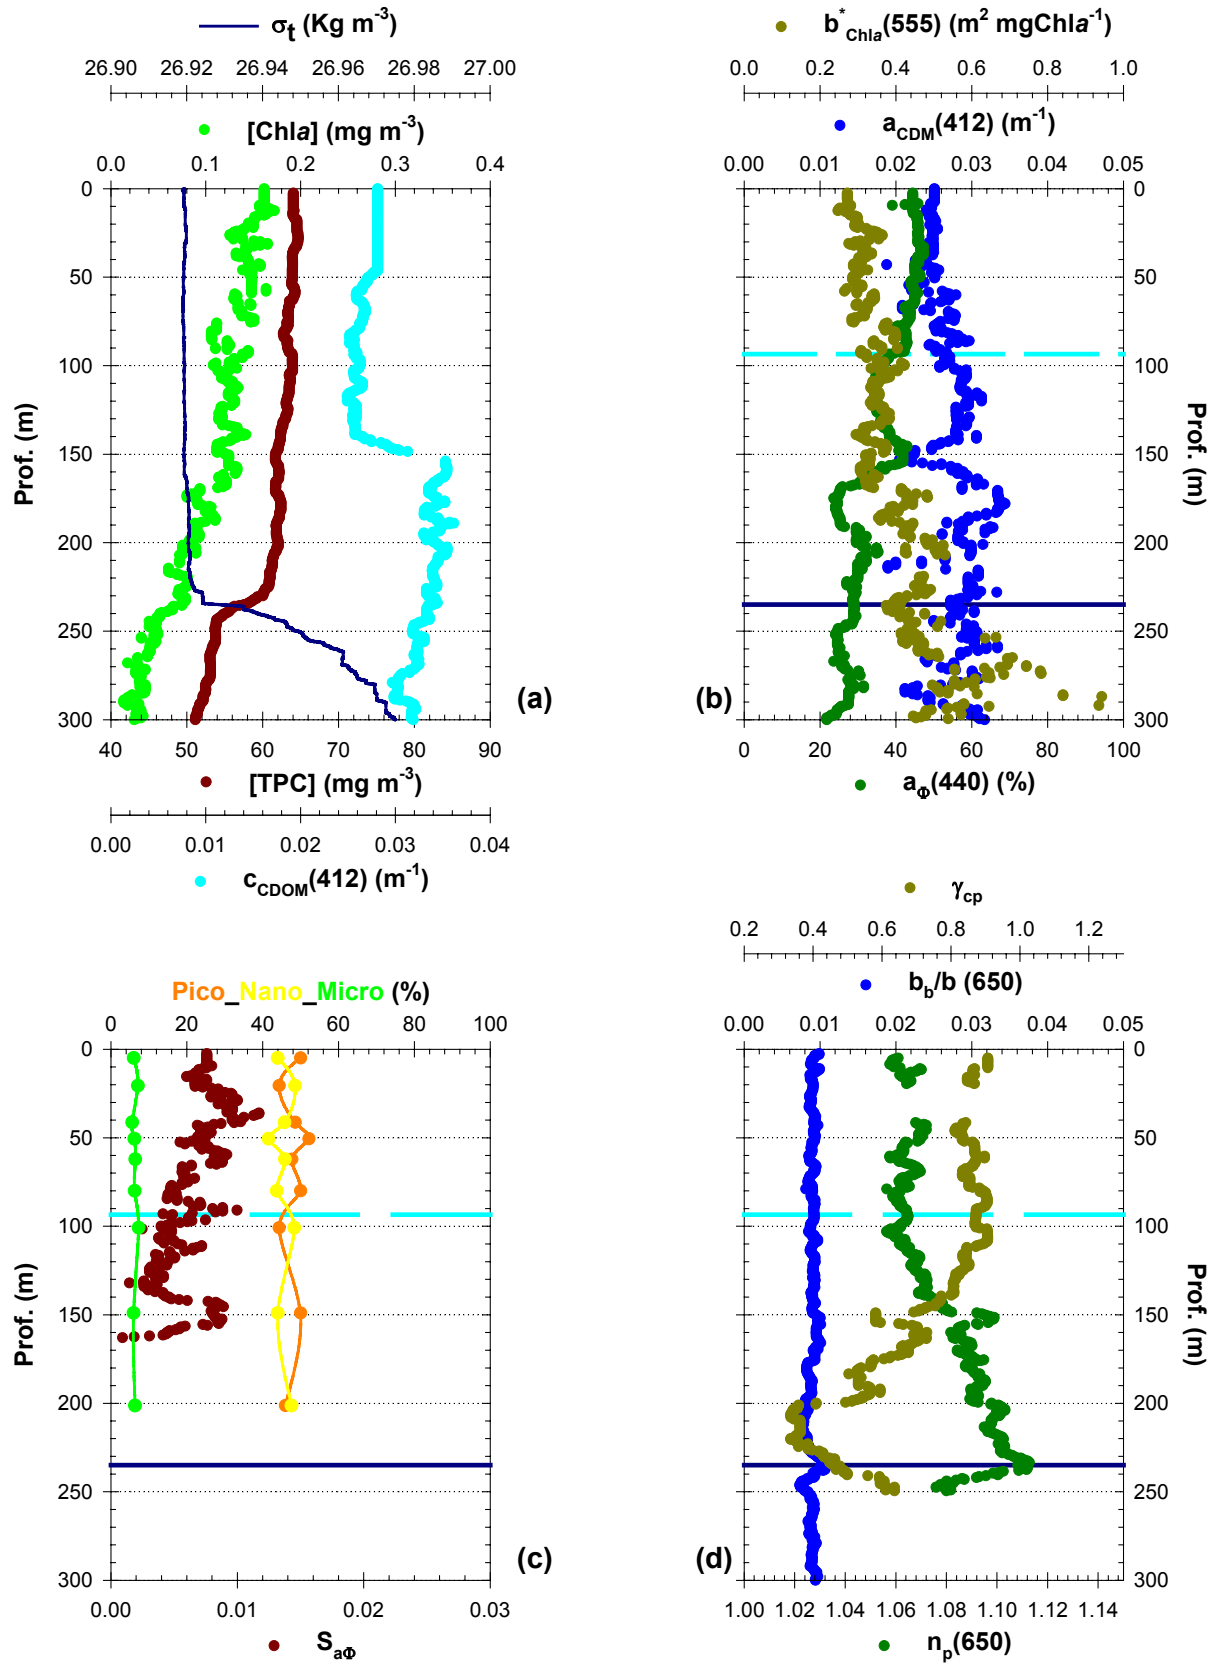 σt (Kg m-3)
26.90 26.92 26.94 26.96 26.98 27.00
[Chla] (mg m-3)
0.0 0.1 0.2 0.3 0.4
0
50
100
150
200
250
300
Prof. (m)
(a)
40 50 60 70 80 90
[TPC] (mg m-3)
0.00 0.01 0.02 0.03 0.04
cCDOM(412) (m-1)
b*Chla(555) (m2 mgChla-1)
0.0 0.2 0.4 0.6 0.8 1.0
aCDM(412) (m-1)
0.00 0.01 0.02 0.03 0.04 0.05
0
50
100
150
200
250
300
Prof. (m)
(b)
0 20 40 60 80 100
aΦ(440) (%)
Pico_Nano_Micro (%)
0 20 40 60 80 100
0
50
100
150
200
250
300
Prof. (m)
(c)
0.00 0.01 0.02 0.03
SaΦ
γcp
0.2 0.4 0.6 0.8 1.0 1.2
bb/b (650)
0.00 0.01 0.02 0.03 0.04 0.05
0
50
100
150
200
250
300
Prof. (m)
(d)
1.00 1.02 1.04 1.06 1.08 1.10 1.12 1.14
np(650)